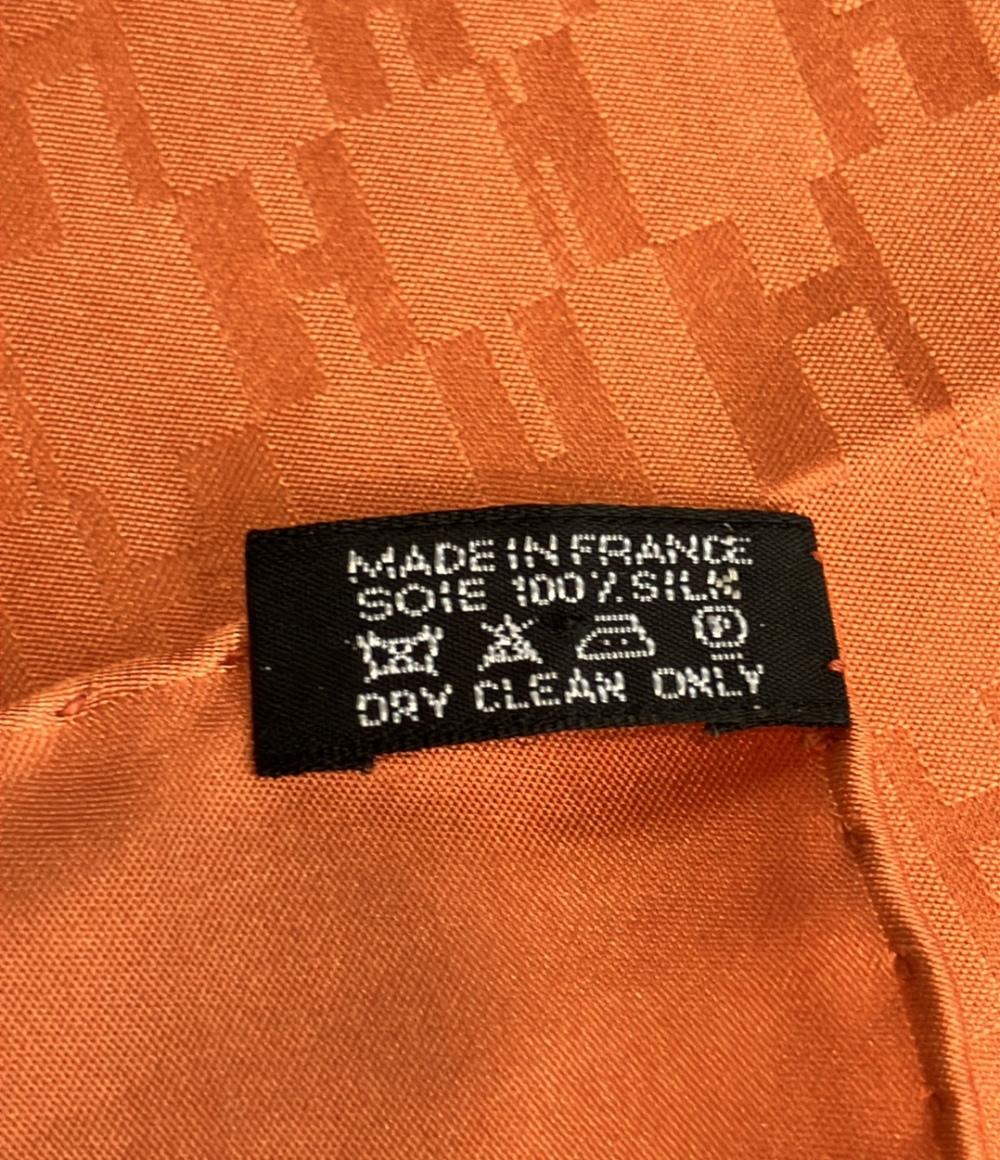 MADE IN FRANCE
SOIE 100% SILK
P
DRY CLEAN ONLY